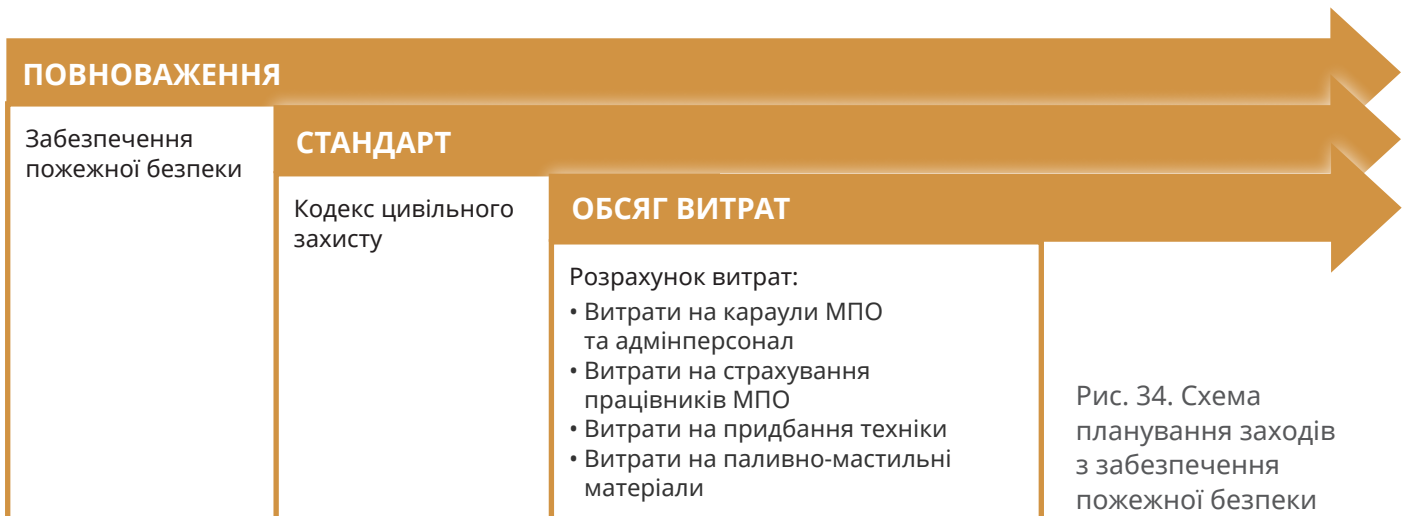 ПОВНОВАЖЕННЯ
Забезпечення
пожежної безпеки
СТАНДАРТ
Кодекс цивільного
захисту
ОБСЯГ ВИТРАТ
Розрахунок витрат:
• Витрати на караули МПО
та адмінперсонал
• Витрати на страхування
працівників МПО
• Витрати на придбання техніки
• Витрати на паливно-мастильні
матеріали
Рис. 34. Схема
планування заходів
з забезпечення
пожежної безпеки